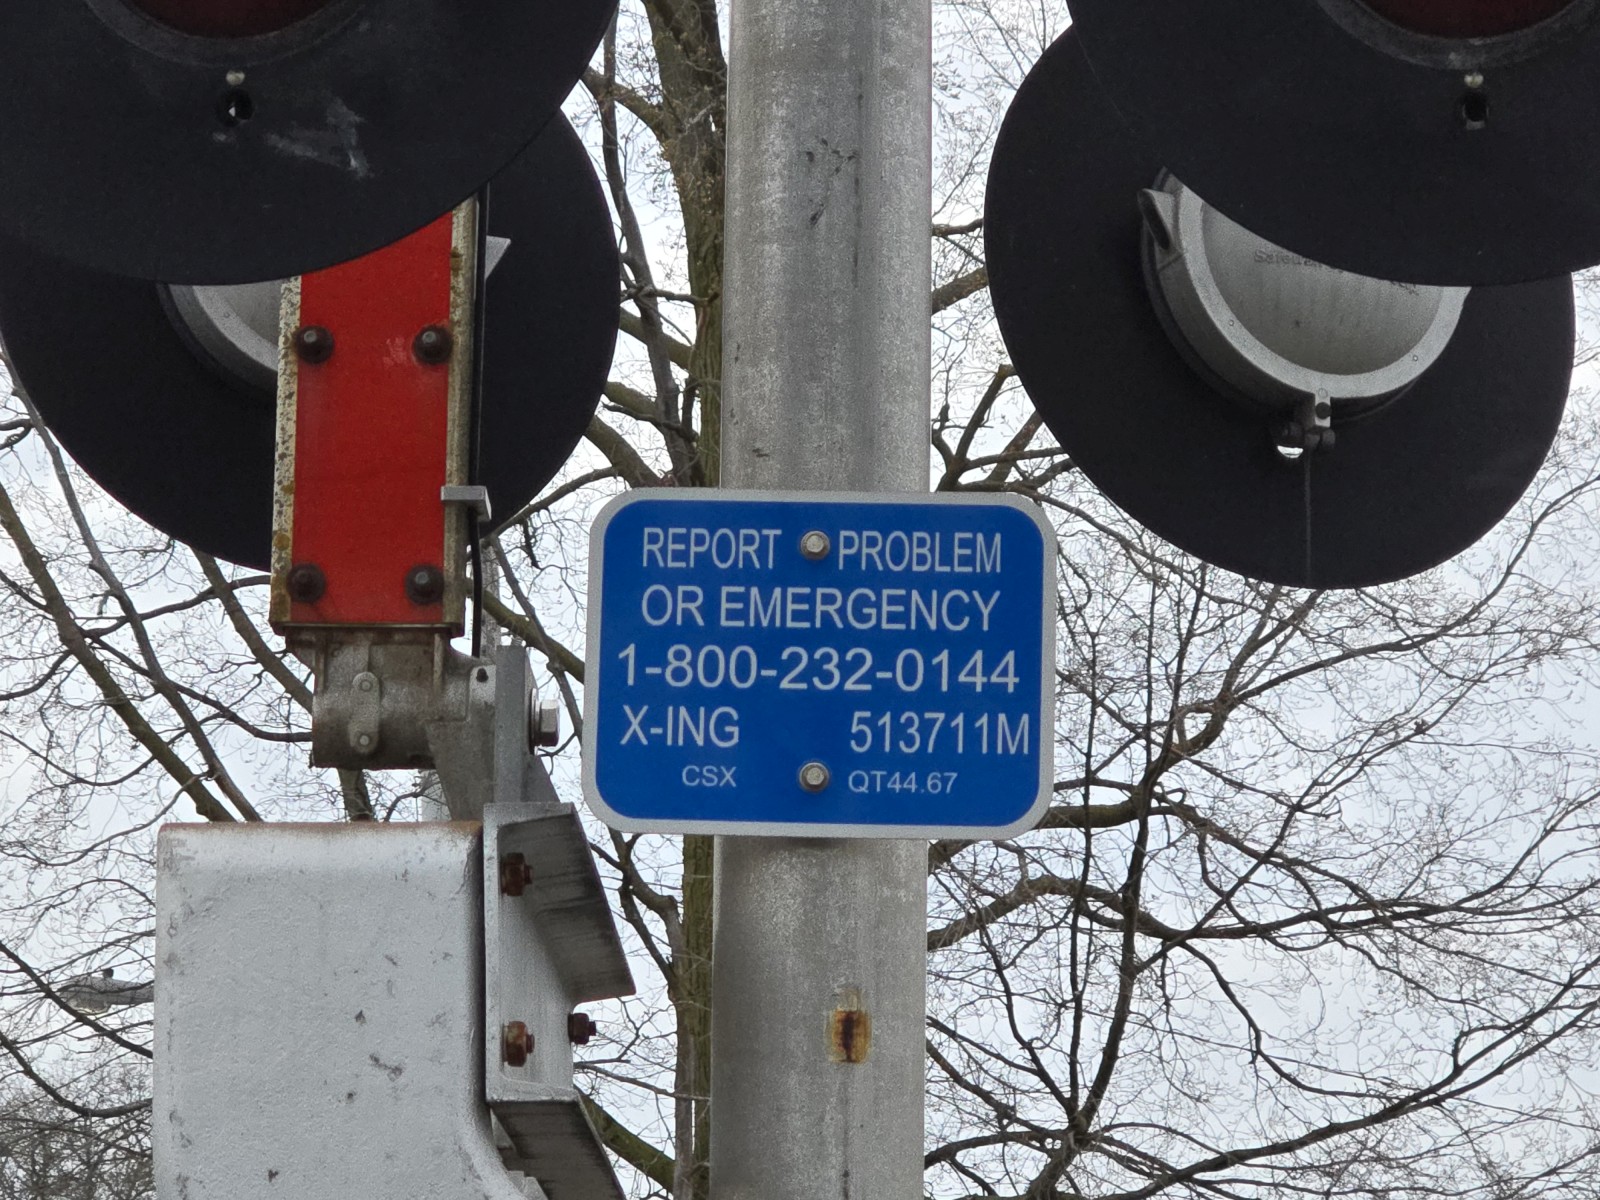 REPORT PROBLEM
OR EMERGENCY
1-800-232-0144
X-ING 513711M
CSX QT44.67